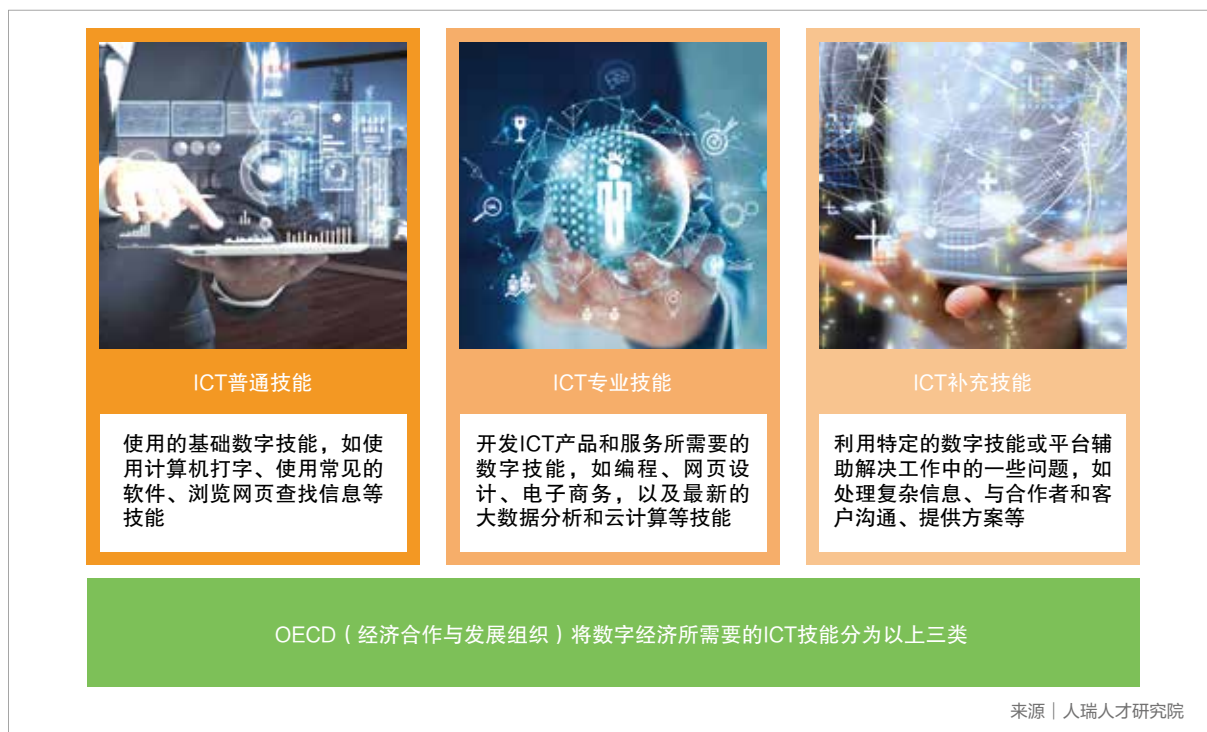 ICT普通技能
使用的基础数字技能，如使
用计算机打字、使用常见的
软件、浏览网页查找信息等
技能
ICT专业技能
开发ICT产品和服务所需要的
数字技能，如编程、网页设
计、电子商务，以及最新的
大数据分析和云计算等技能
ICT补充技能
利用特定的数字技能或平台辅
助解决工作中的一些问题，如
处理复杂信息、与合作者和客
户沟通、提供方案等
OECD（经济合作与发展组织）将数字经济所需要的ICT技能分为以上三类
来源｜人瑞人才研究院